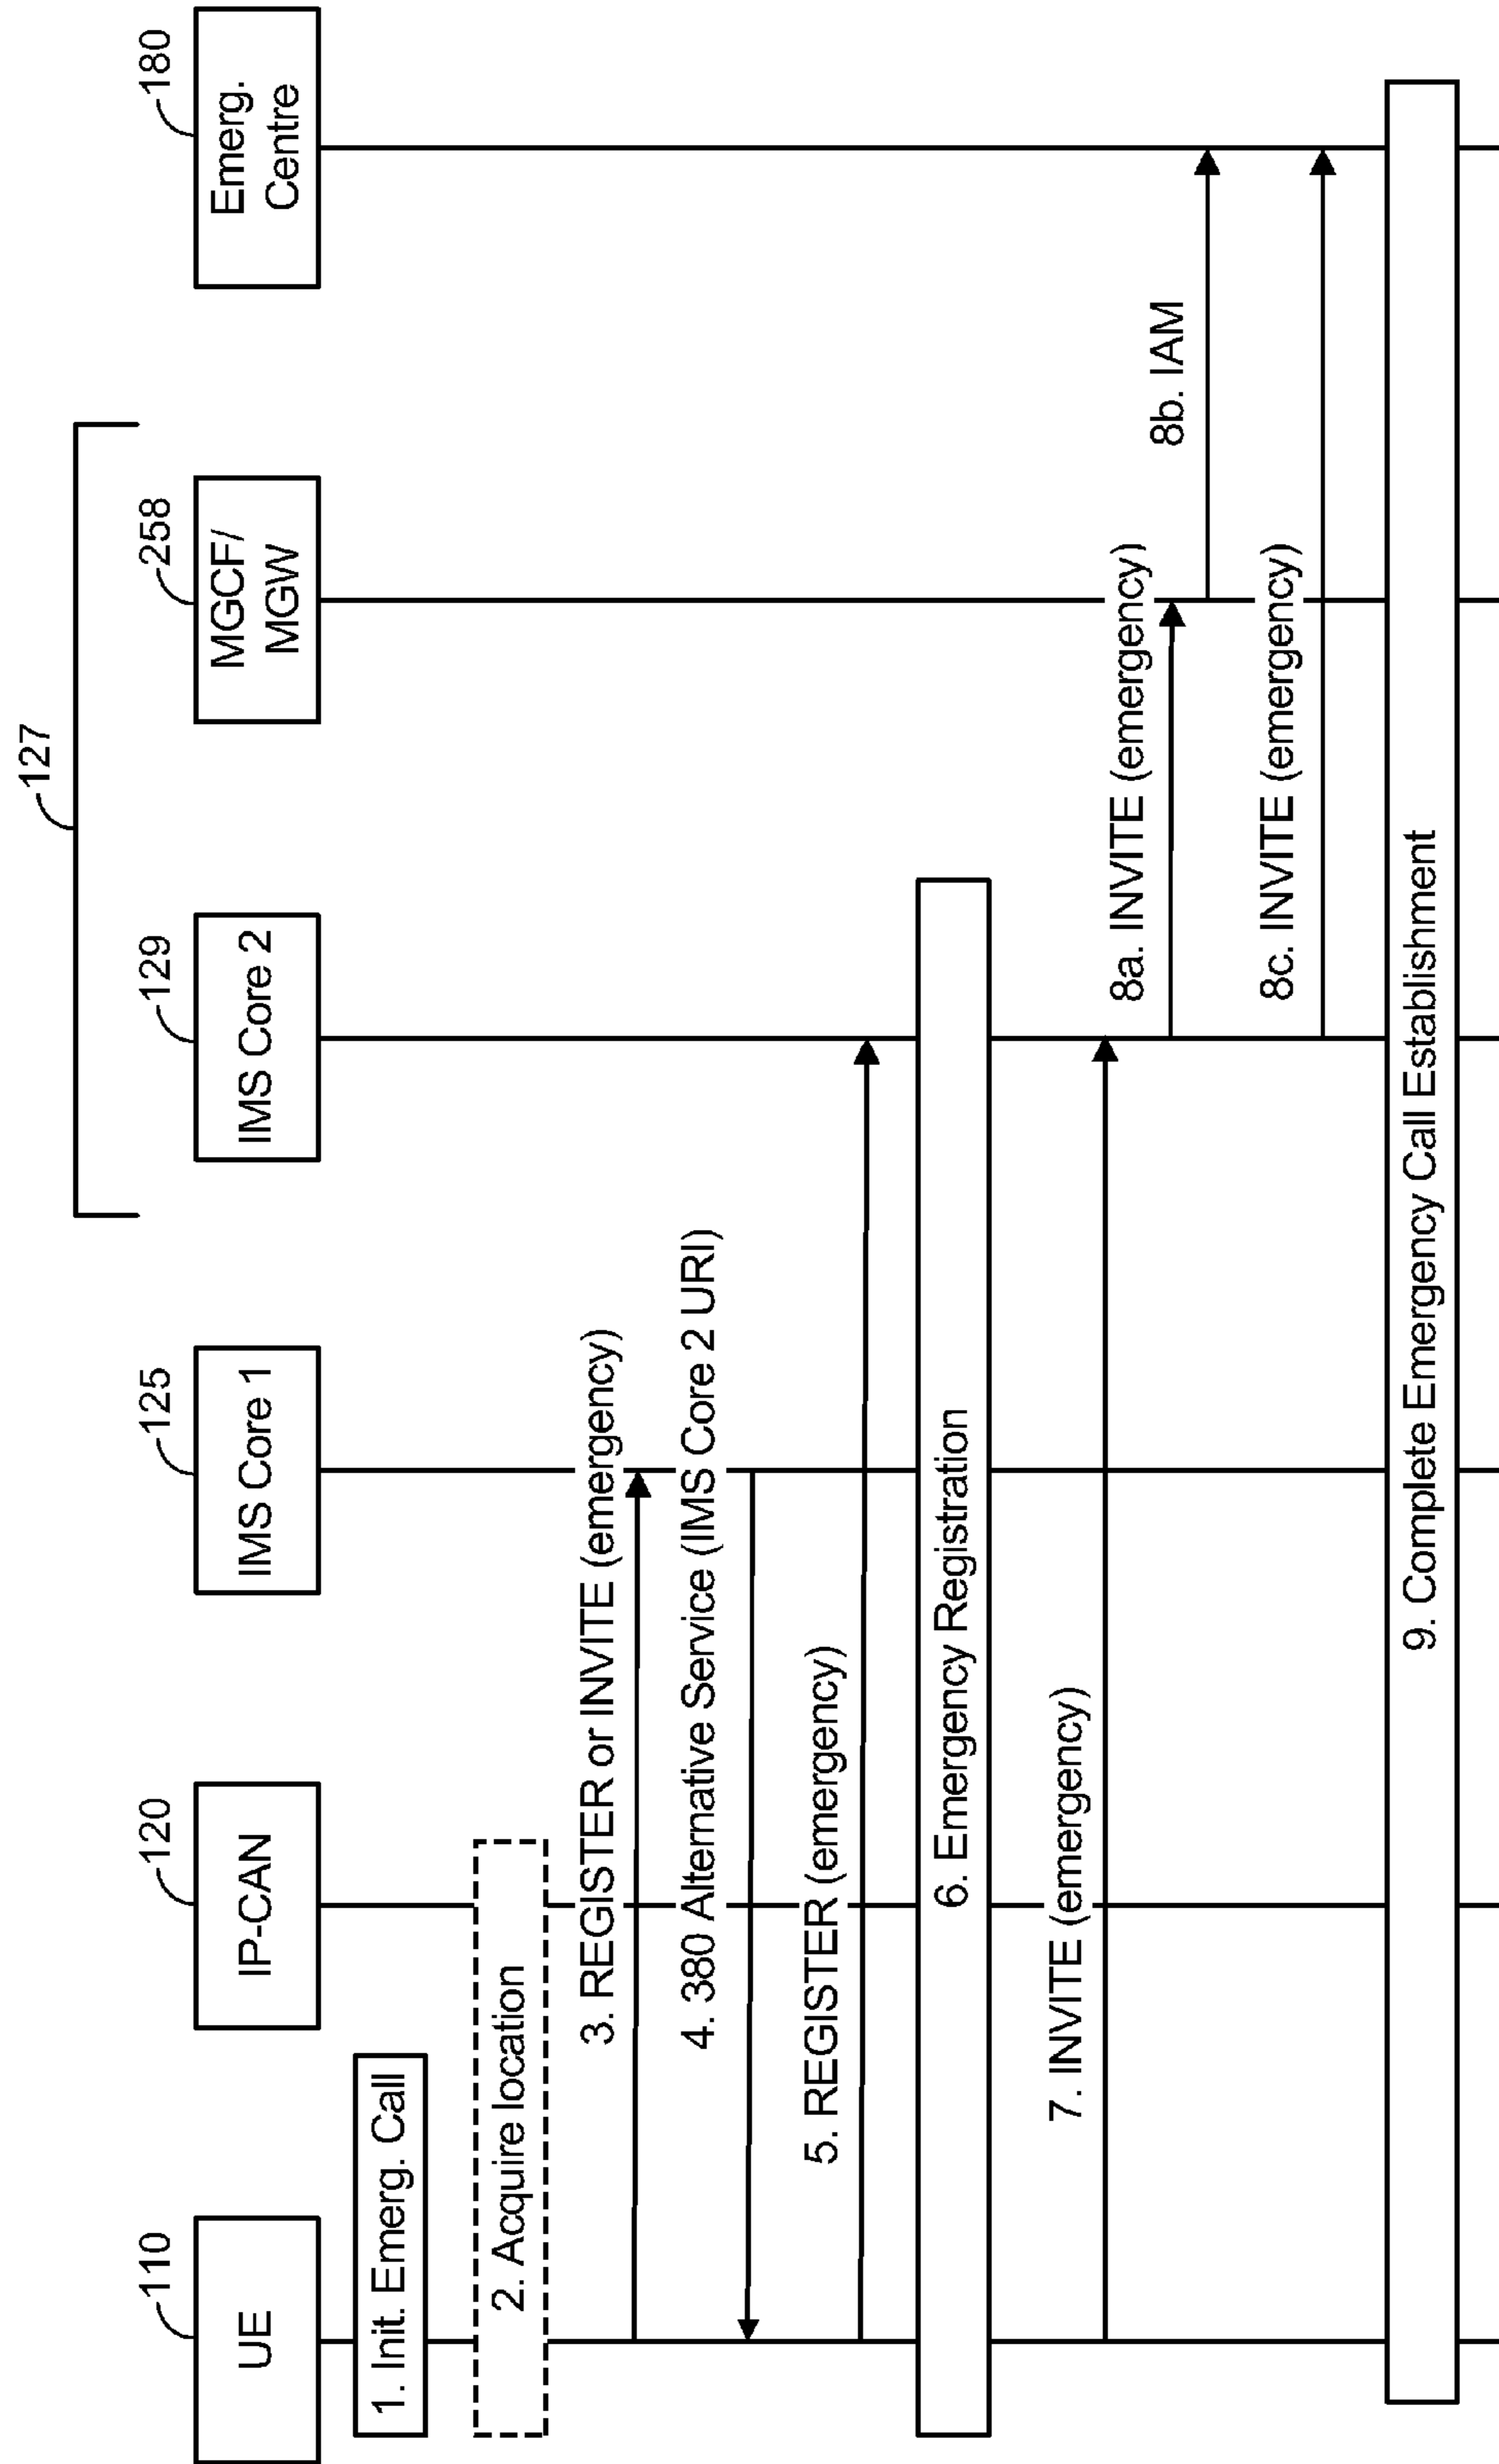 127
110
120
125
129
258
180
UE
IP-CAN
IMS Core 1
IMS Core 2
MGCF/
MGW
Emerg.
Centre
1. Init. Emerg. Call
2. Acquire location
3. REGISTER or INVITE (emergency)
4. 380 Alternative Service (IMS Core 2 URI)
5. REGISTER (emergency)
6. Emergency Registration
7. INVITE (emergency)
8a. INVITE (emergency)
8b. IAM
8c. INVITE (emergency)
9. Complete Emergency Call Establishment